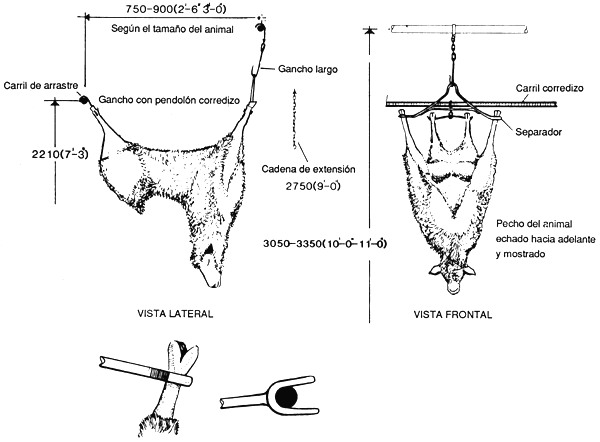 750-900(2'-6" 3'-0")
Según el tamaño del animal
Gancho largo
Carril de arrastre
Gancho con pendolón corredizo
2210(7'-3")
Cadena de extensión
2750(9'-0")
3050-3350(10'-0"-11'-0")
VISTA LATERAL
Carril corredizo
Separador
Pecho del animal
echado hacia adelante
y mostrado
VISTA FRONTAL